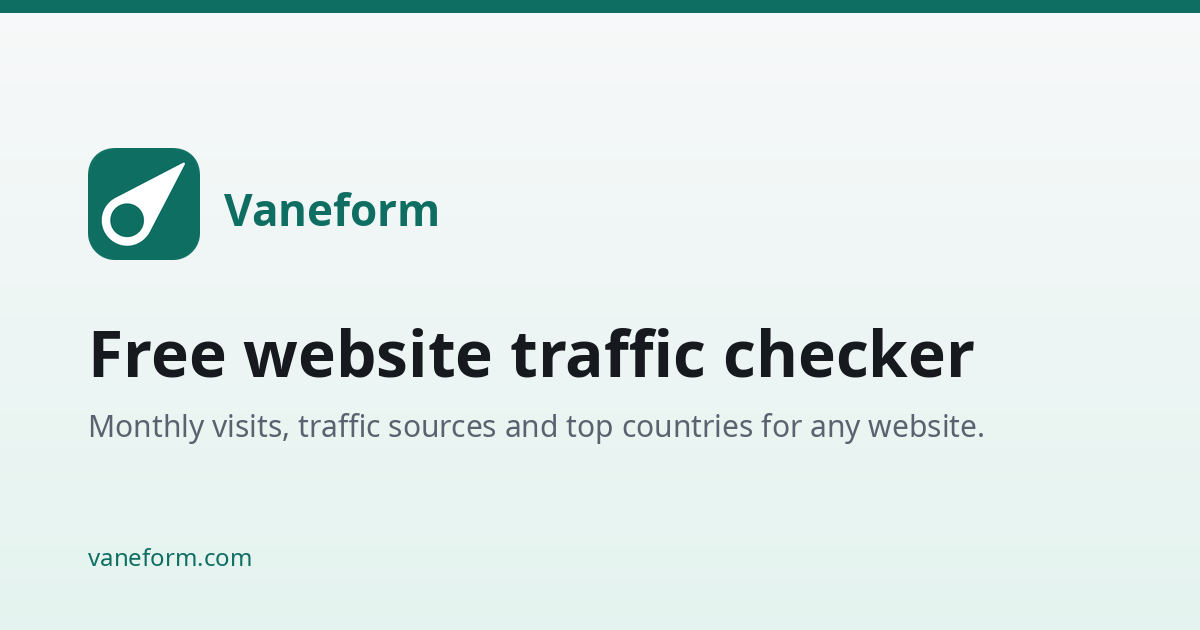 Vaneform
Free website traffic checker
Monthly visits, traffic sources and top countries for any website.
vaneform.com